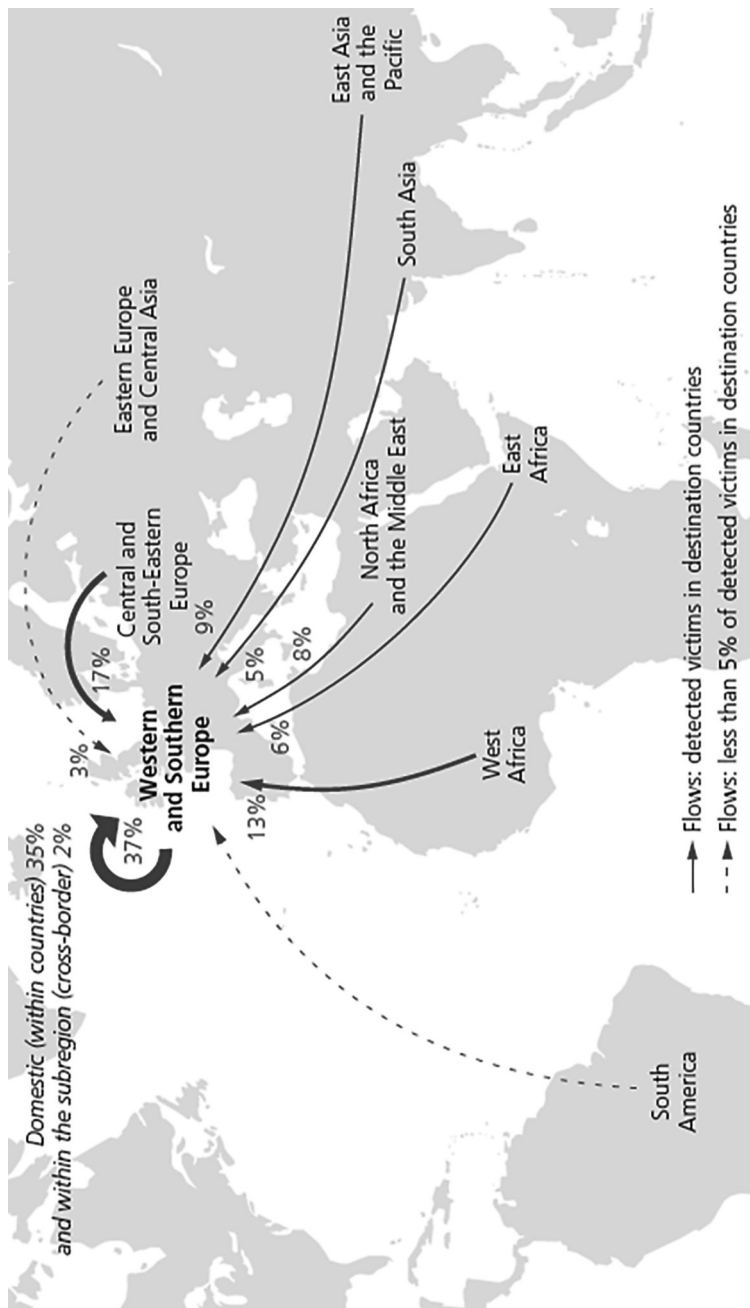 Domestic (within countries) 35%
and within the subregion (cross-border) 2%
37%
3%
17%
Western
and Southern
Europe
Central and
South-Eastern
Europe
Eastern Europe
and Central Asia
9%
5%
8%
6%
13%
East Asia
and the
Pacific
South Asia
North Africa
and the Middle East
East
Africa
West
Africa
South
America
Flows: detected victims in destination countries
Flows: less than 5% of detected victims in destination countries